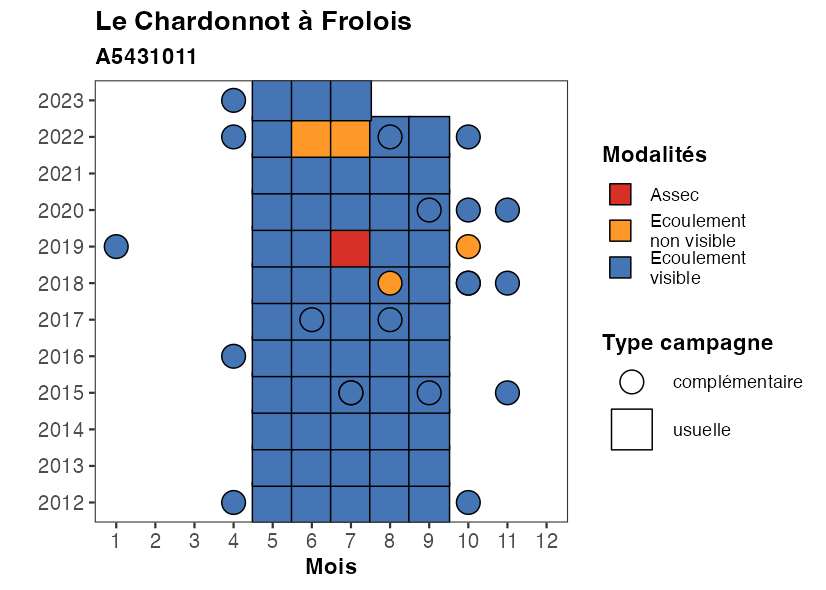 Le Chardonnot à Frolois
A5431011
2023
2022
2021
2020
2019
2018
2017
2016
2015
2014
2013
2012
1 2 3 4 5 6 7 8 9 10 11 12
Mois
Modalités
Assec
Ecoulement
non visible
Ecoulement
visible
Type campagne
complémentaire
usuelle